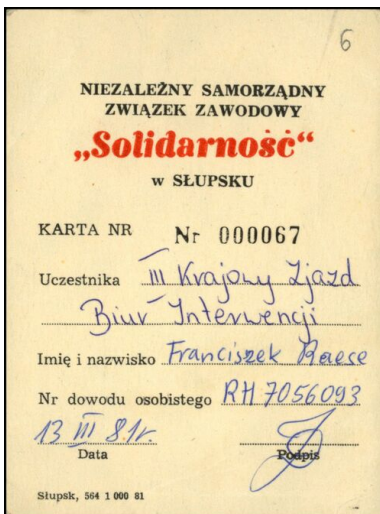 6
NIEZALEŻNY SAMORZĄDNY
ZWIĄZEK ZAWODOWY
„Solidarność“
w SŁUPSKU
KARTA NR Nr 000067
Uczestnika III Krajowy Zjazd
Biur Interwencji
Imię i nazwisko Franciszek Raese
Nr dowodu osobistego RH 7056093
13 III 81r.
Data Podpis
Słupsk, 564 1 000 81